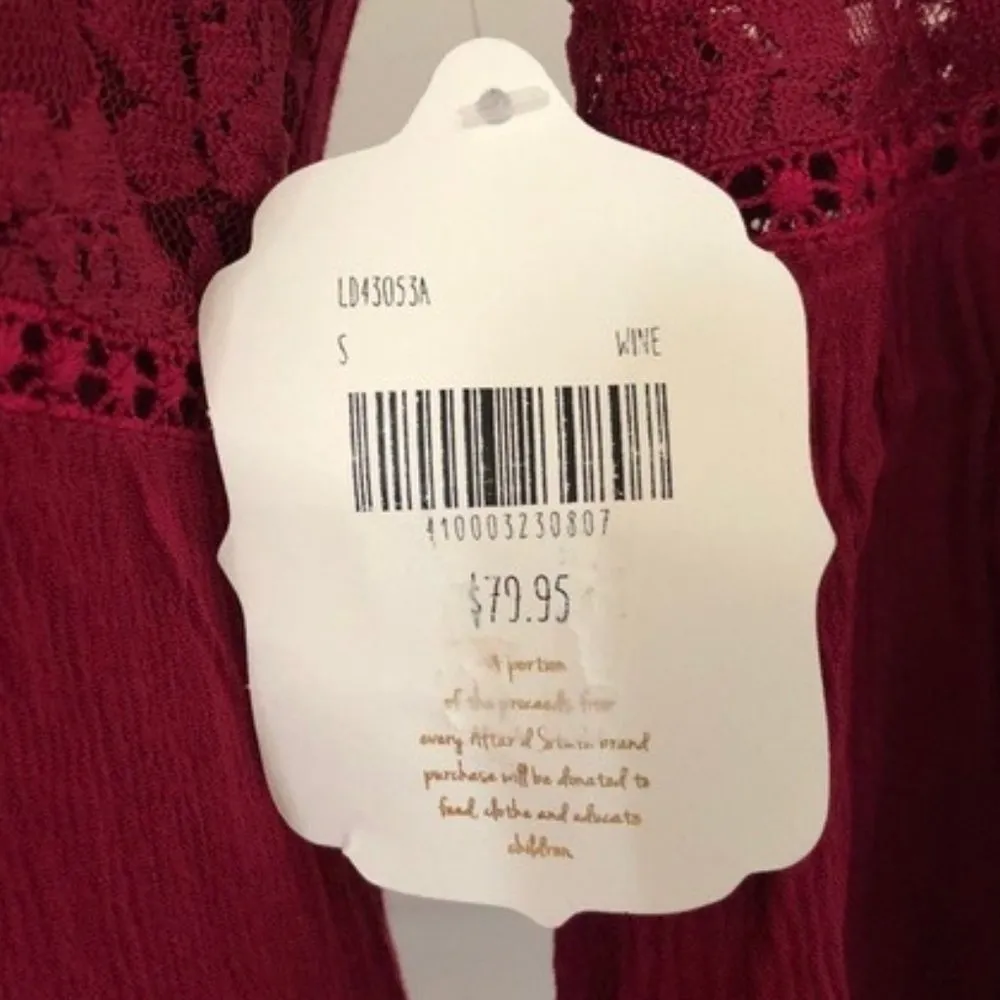 LD43053A
S WINE
410003230807
$79.95
A portion
of the proceeds from
every Altar'd brand
purchase will be donated to
feed, clothe and educate
children.